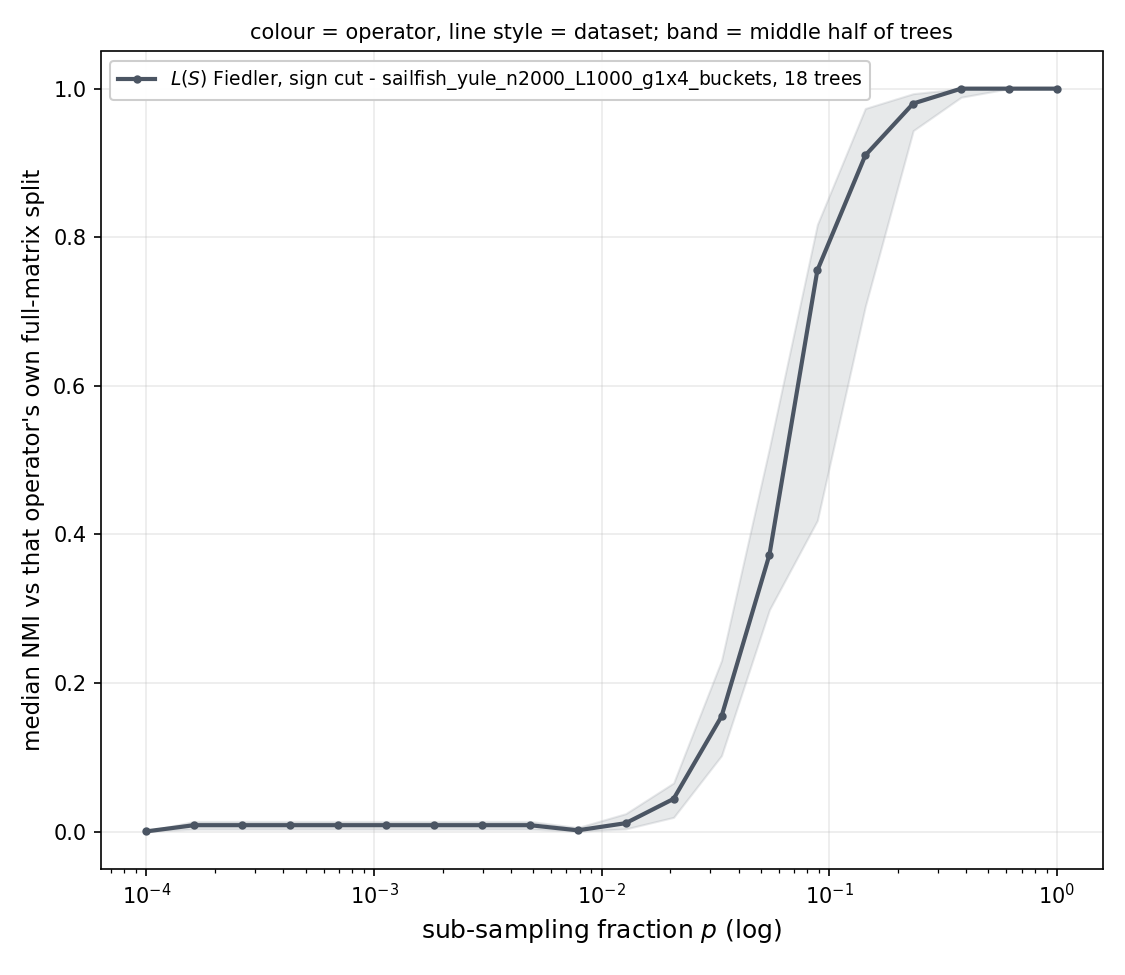 colour = operator, line style = dataset; band = middle half of trees
L(S) Fiedler, sign cut - sailfish_yule_n2000_L1000_g1x4_buckets, 18 trees
median NMI vs that operator's own full-matrix split
1.0
0.8
0.6
0.4
0.2
0.0
10⁻⁴ 10⁻³ 10⁻² 10⁻¹ 10⁰
sub-sampling fraction p (log)